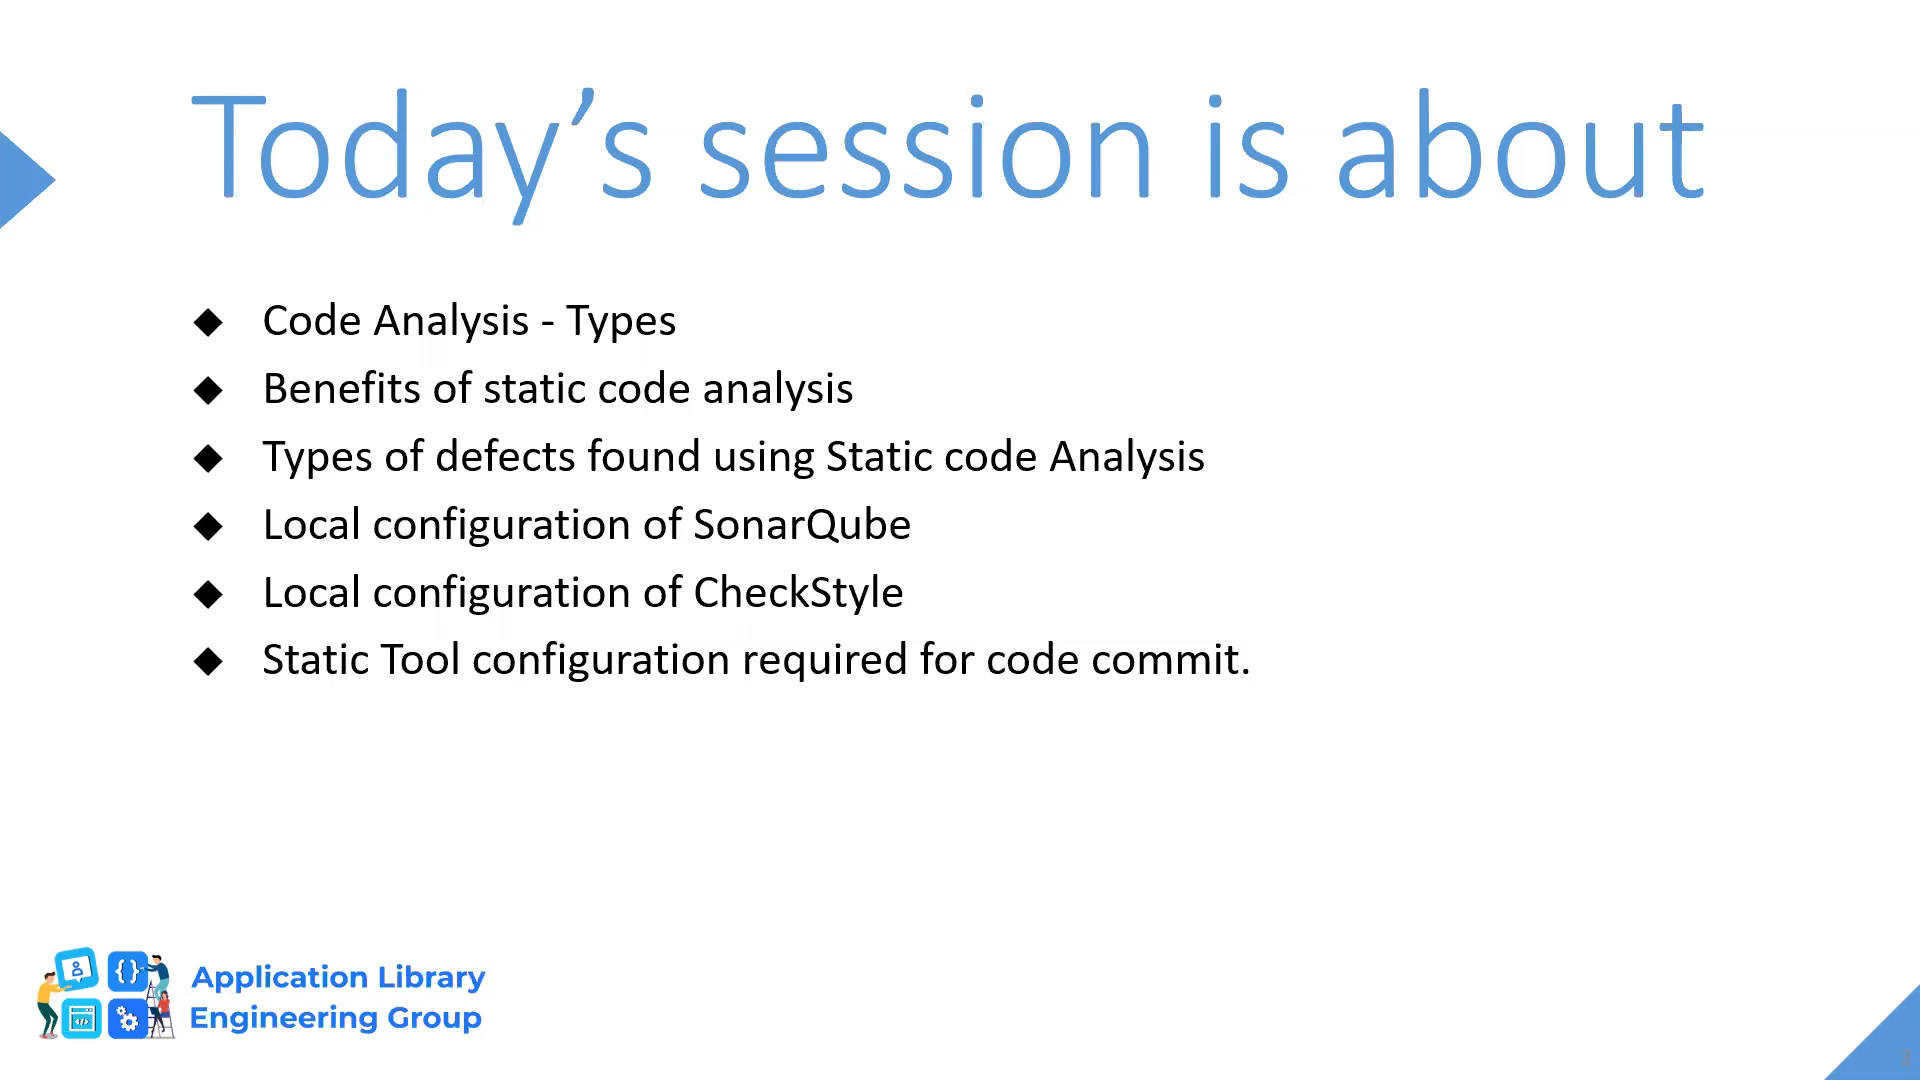 Today’s session is about
Code Analysis - Types
Benefits of static code analysis
Types of defects found using Static code Analysis
Local configuration of SonarQube
Local configuration of CheckStyle
Static Tool configuration required for code commit.
Application Library
Engineering Group